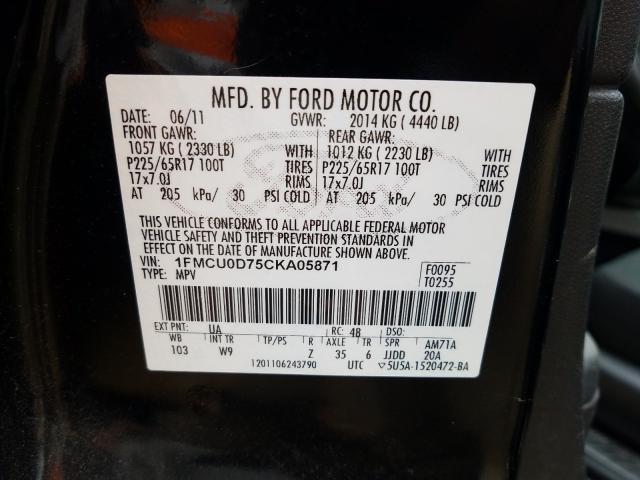 MFD. BY FORD MOTOR CO.
DATE: 06/11 GVWR: 2014 KG ( 4440 LB)
FRONT GAWR: REAR GAWR:
1057 KG ( 2330 LB) WITH 1012 KG ( 2230 LB) WITH
P225/65R17 100T TIRES P225/65R17 100T TIRES
17x7.0J RIMS 17x7.0J RIMS
AT 205 kPa/ 30 PSI COLD AT 205 kPa/ 30 PSI COLD
THIS VEHICLE CONFORMS TO ALL APPLICABLE FEDERAL MOTOR
VEHICLE SAFETY AND THEFT PREVENTION STANDARDS IN
EFFECT ON THE DATE OF MANUFACTURE SHOWN ABOVE.
VIN: 1FMCU0D75CKA05871 F0095
TYPE: MPV T0255
EXT PNT: UA RC: 48 DSO:
WB INT TR TP/PS R AXLE TR SPR AM71A
103 W9 Z 35 6 JJDD 20A
1201106243790 UTC ▽5U5A-1520472-BA